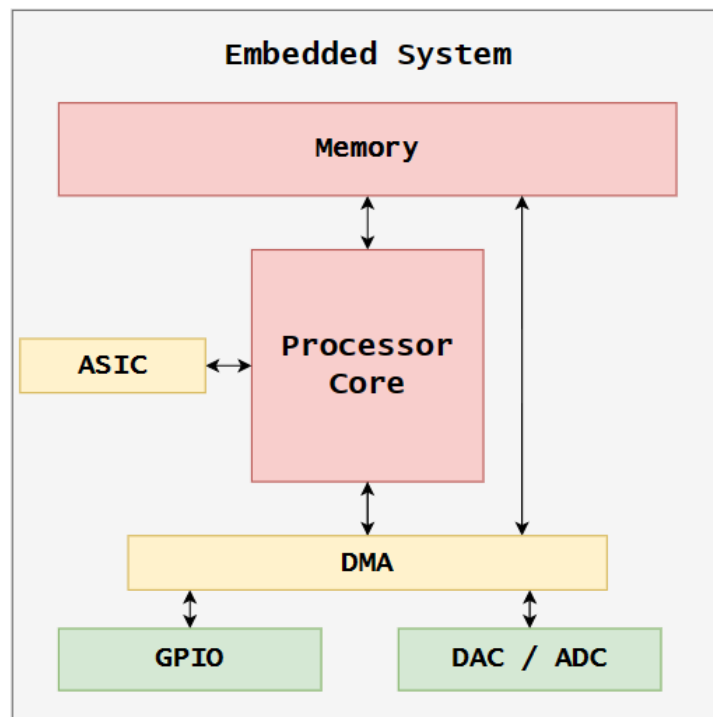 Embedded System
Memory
Processor
Core
ASIC
DMA
GPIO
DAC / ADC